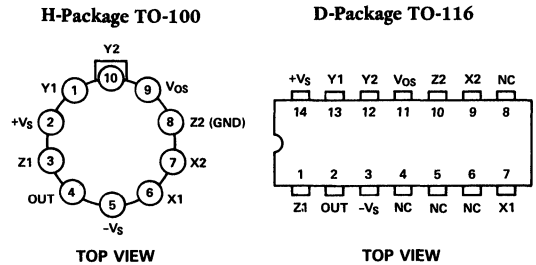 H-Package TO-100
Y2
Y1 1 10 9 VOS
+VS 2 8 Z2 (GND)
Z1 3 7 X2
OUT 4 5 6 X1
–VS
TOP VIEW
D-Package TO-116
+VS Y1 Y2 VOS Z2 X2 NC
14 13 12 11 10 9 8
1 2 3 4 5 6 7
Z1 OUT –VS NC NC NC X1
TOP VIEW